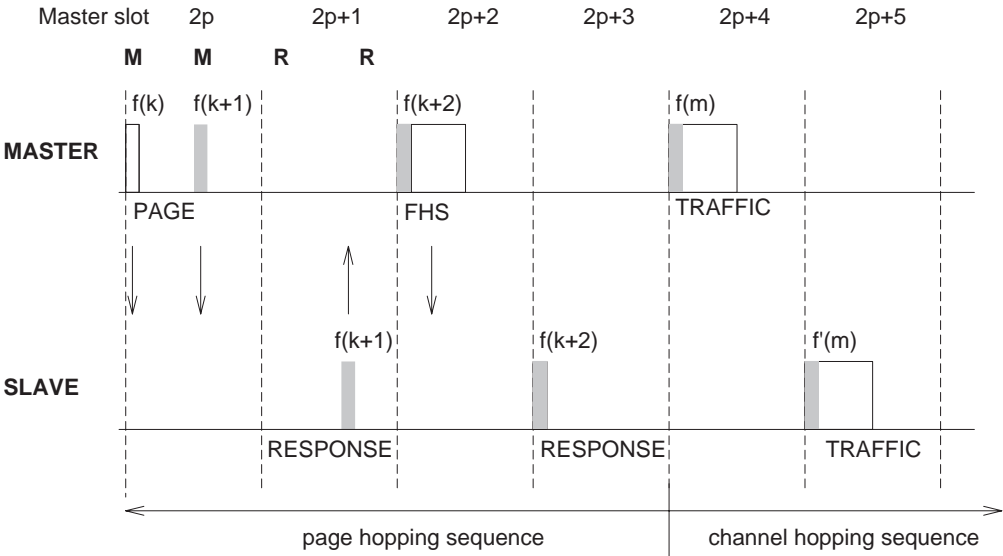 Master slot 2p 2p+1 2p+2 2p+3 2p+4 2p+5
M M R R
f(k) f(k+1) f(k+2) f(m)
MASTER
PAGE FHS TRAFFIC
f(k+1) f(k+2) f'(m)
SLAVE
RESPONSE RESPONSE TRAFFIC
page hopping sequence channel hopping sequence